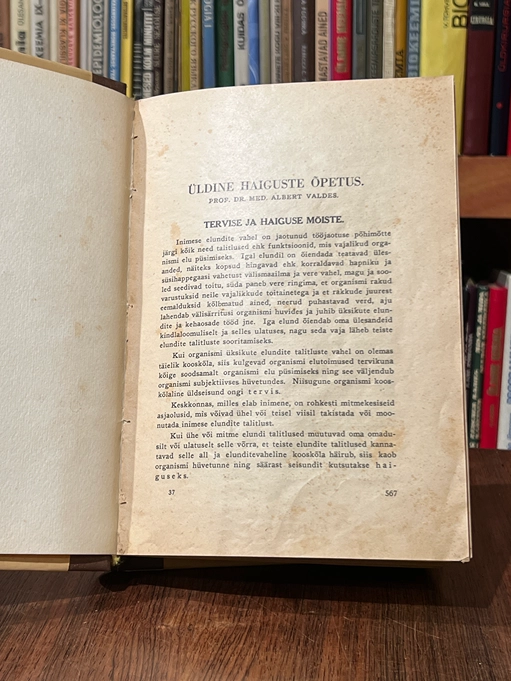 ÜLDINE HAIGUSTE ÕPETUS.
PROF. DR. MED. ALBERT VALDES.
TERVISE JA HAIGUSE MÕISTE.
Inimese elundite vahel on jaotunud tööjaotuse põhimõtte
järgi kõik need talitlused ehk funktsioonid, mis vajalikud orga-
nismi elu püsimiseks. Igal elundil on õiendada teatavad üles-
anded, näiteks kopsud hingavad ehk korraldavad hapniku ja
süsihappegaasi vahetust välismaailma ja vere vahel, magu ja soo-
led seedivad toitu, süda paneb vere ringima, et organismi rakud
varustuksid neile vajalikkude toitainetega ja et rakkude juurest
eemalduksid kõlbmatud ained, neerud puhastavad verd, aju
lahendab välisärritusi organismi huvides ja juhib üksikute elun-
dite ja kehaosade tööd jne. Iga elund õiendab oma ülesandeid
kindlaloomuliselt ja selles ulatuses, nagu seda vaja läheb teiste
elundite talitluste sooritamiseks.
Kui organismi üksikute elundite talitluste vahel on olemas
täielik kooskõla, siis kulgevad organismi elutoimused tervikuna
kõige soodsamalt organismi elu püsimiseks ning see väljendub
organismi subjektiivses hüvetundes. Niisugune organismi koos-
kõlaline üldseisund ongi tervis.
Keskkonnas, milles elab inimene, on rohkesti mitmekesiseid
asjaolusid, mis võivad ühel või teisel viisil takistada või moo-
nutada inimese elundite talitlust.
Kui ühe või mitme elundi talitlused muutuvad oma omadu-
silt või ulatuselt selle võrra, et teiste elundite talitlused kanna-
tavad selle all ja elunditevaheline kooskõla häirub, siis kaob
organismi hüvetunne ning säärast seisundit kutsutakse hai-
guseks.
37
567